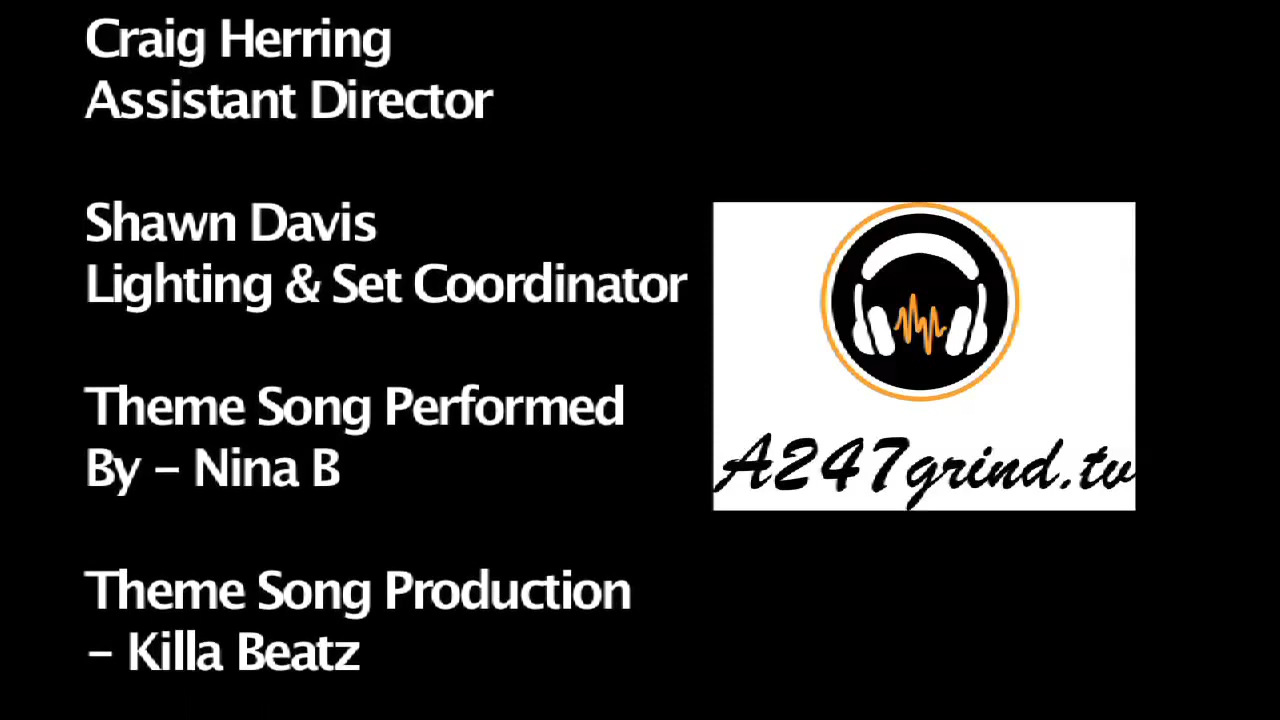 Craig Herring
Assistant Director
Shawn Davis
Lighting & Set Coordinator
Theme Song Performed
By – Nina B
Theme Song Production
– Killa Beatz
A247grind.tv